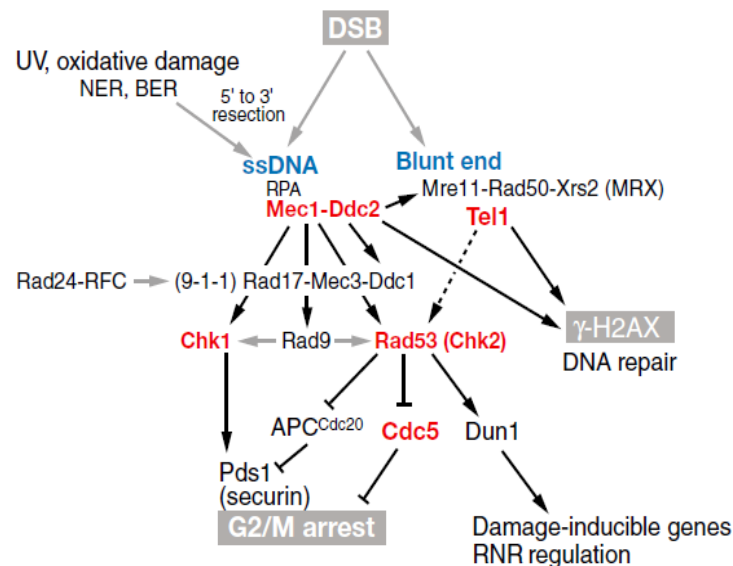 DSB
UV, oxidative damage
NER, BER
5' to 3'
resection
ssDNA
Blunt end
RPA
Mre11-Rad50-Xrs2 (MRX)
Mec1-Ddc2
Tel1
Rad24-RFC
(9-1-1) Rad17-Mec3-Ddc1
γ-H2AX
Chk1
Rad9
Rad53 (Chk2)
DNA repair
APCCdc20
Cdc5
Dun1
Pds1
(securin)
G2/M arrest
Damage-inducible genes
RNR regulation